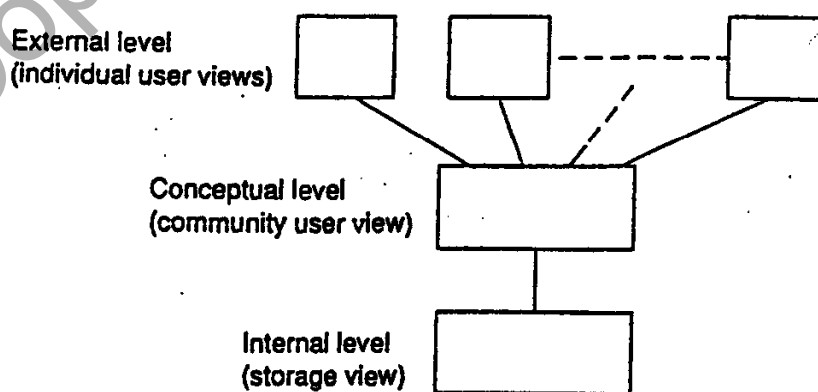 External level
(individual user views)
Conceptual level
(community user view)
Internal level
(storage view)